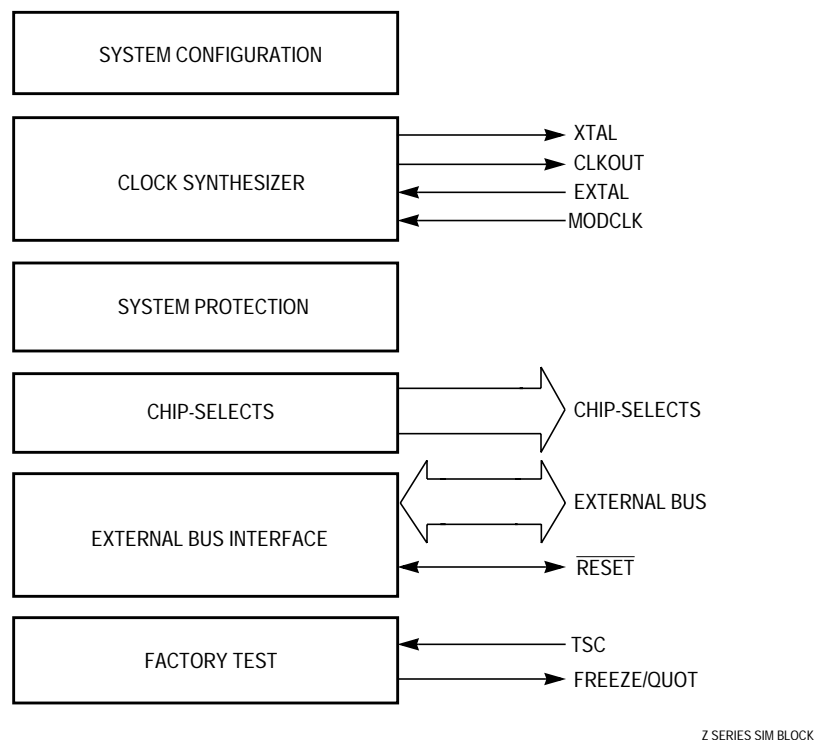 SYSTEM CONFIGURATION
CLOCK SYNTHESIZER
XTAL
CLKOUT
EXTAL
MODCLK
SYSTEM PROTECTION
CHIP-SELECTS
CHIP-SELECTS
EXTERNAL BUS INTERFACE
EXTERNAL BUS
RESET
FACTORY TEST
TSC
FREEZE/QUOT
Z SERIES SIM BLOCK